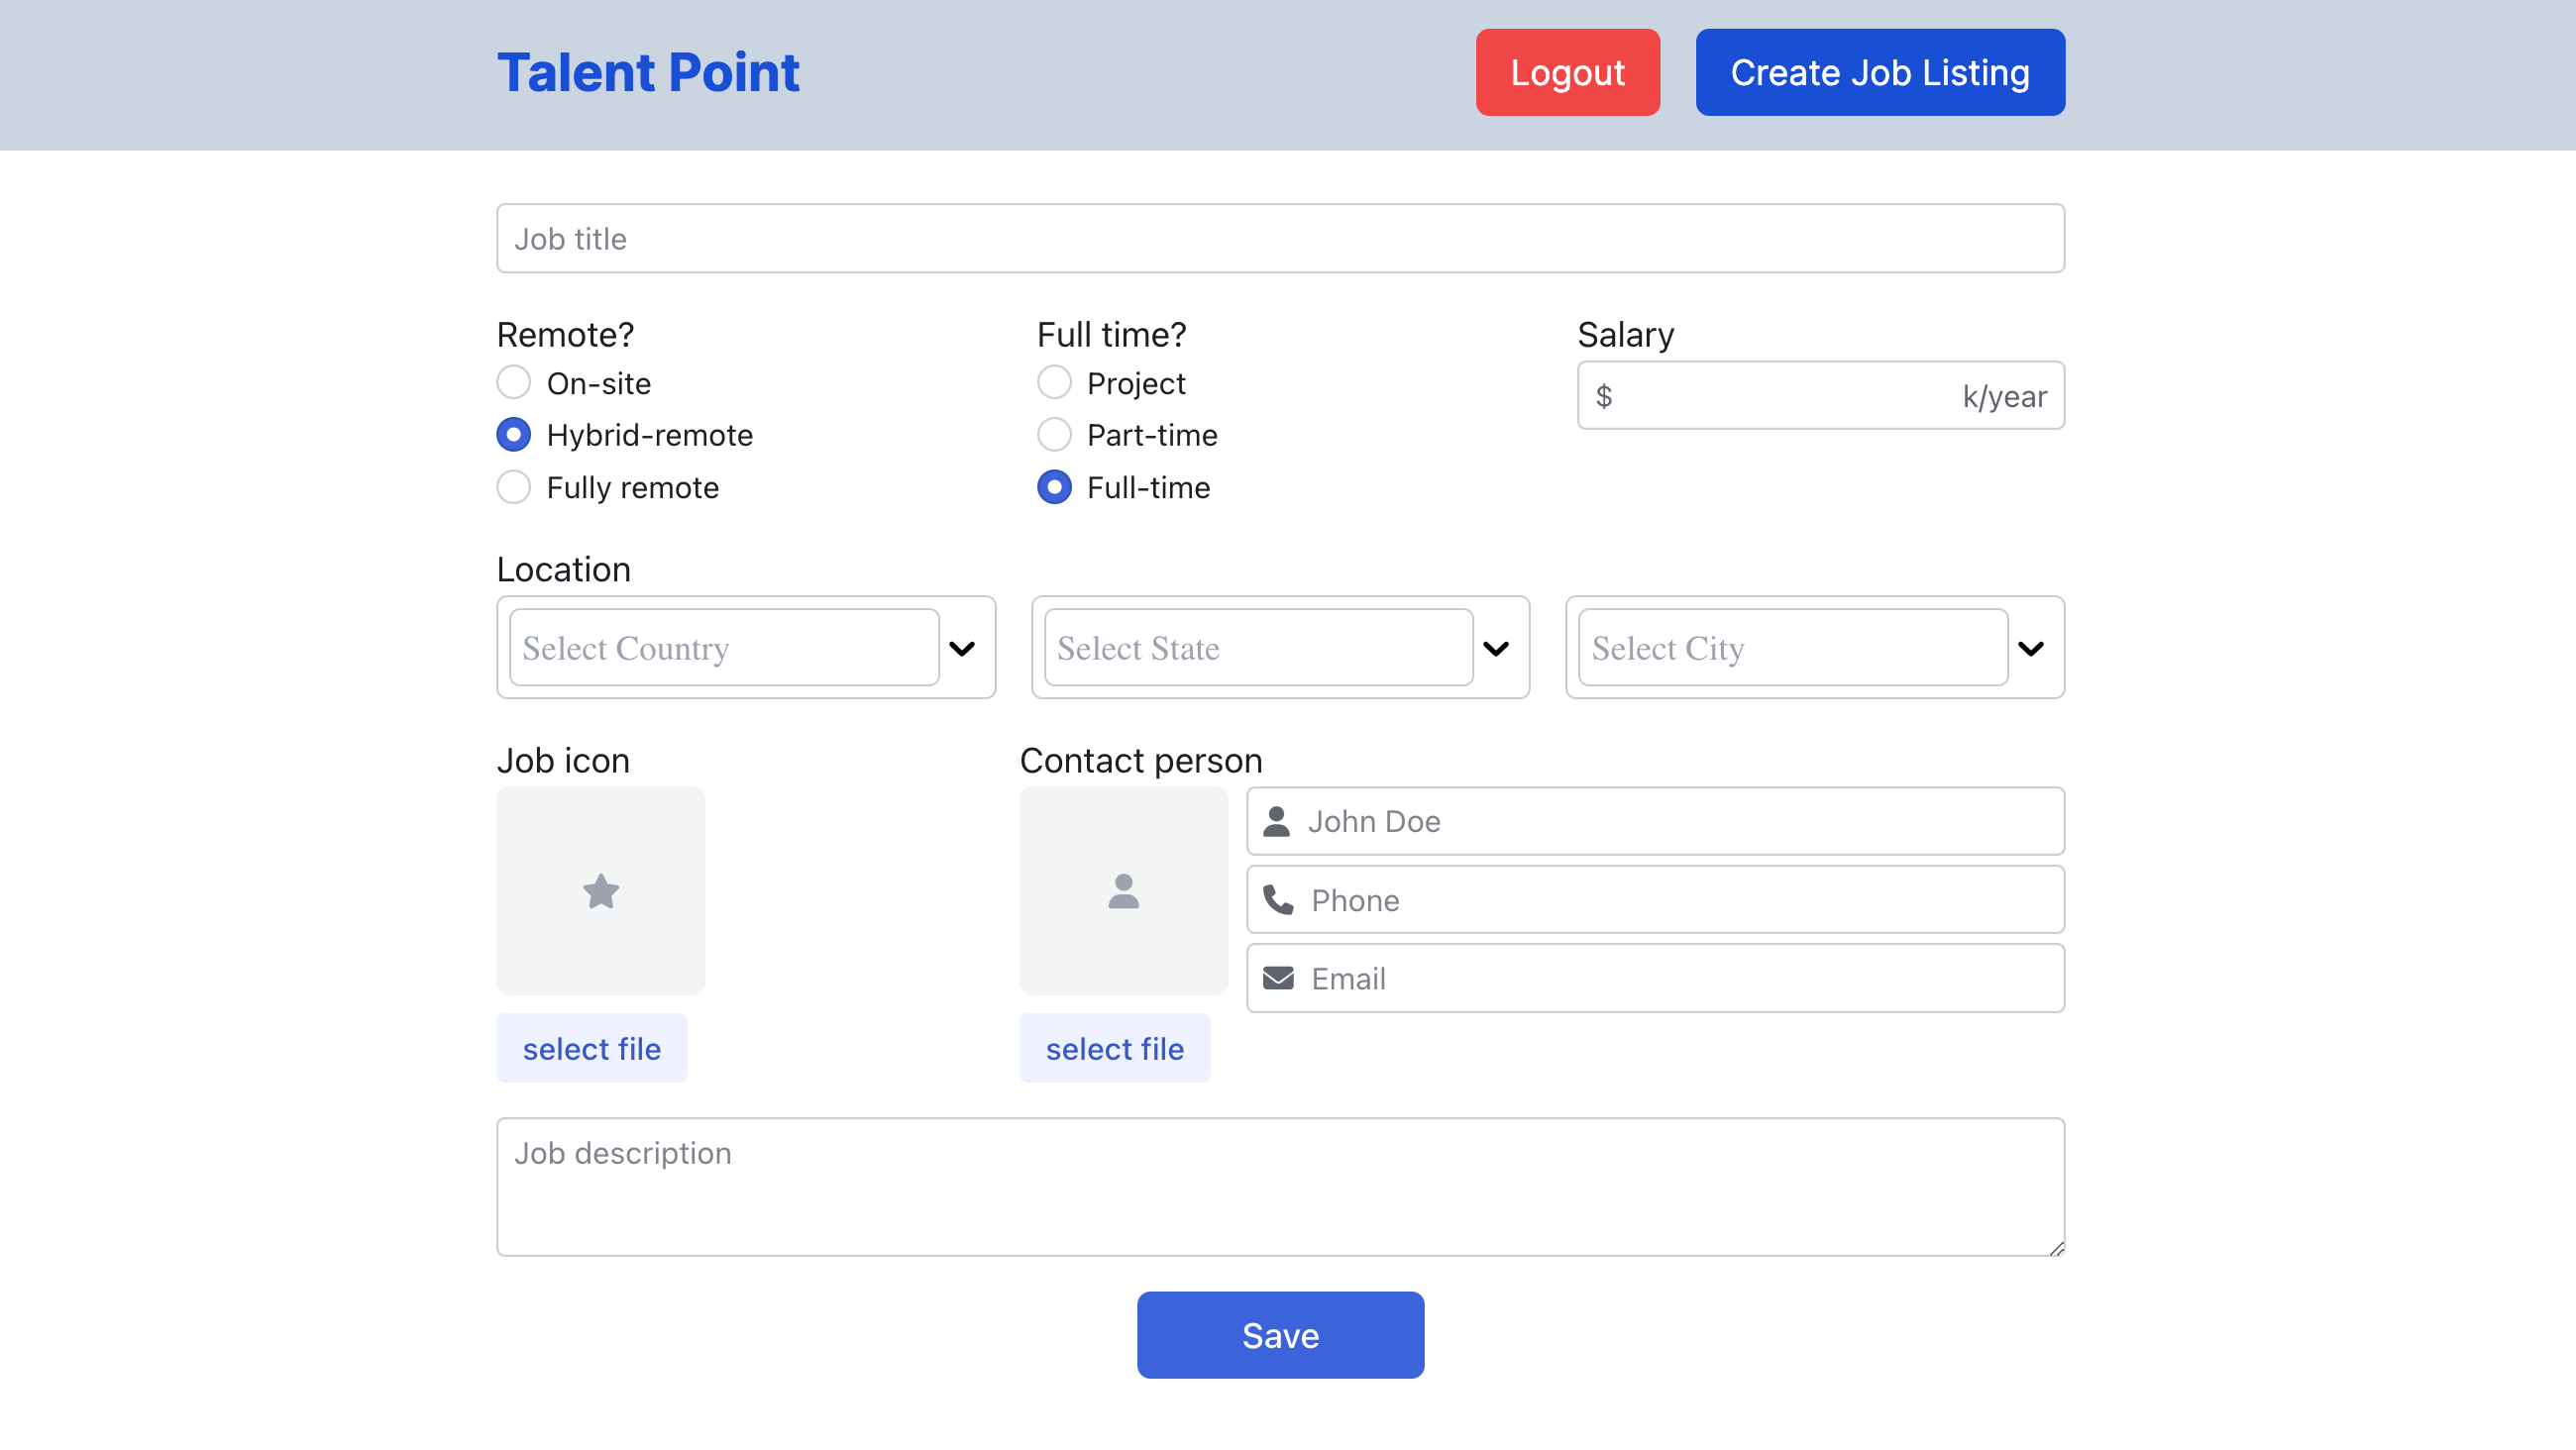 Talent Point
Logout
Create Job Listing
Job title
Remote?
On-site
Hybrid-remote
Fully remote
Full time?
Project
Part-time
Full-time
Salary
$ k/year
Location
Select Country
Select State
Select City
Job icon
select file
Contact person
select file
John Doe
Phone
Email
Job description
Save